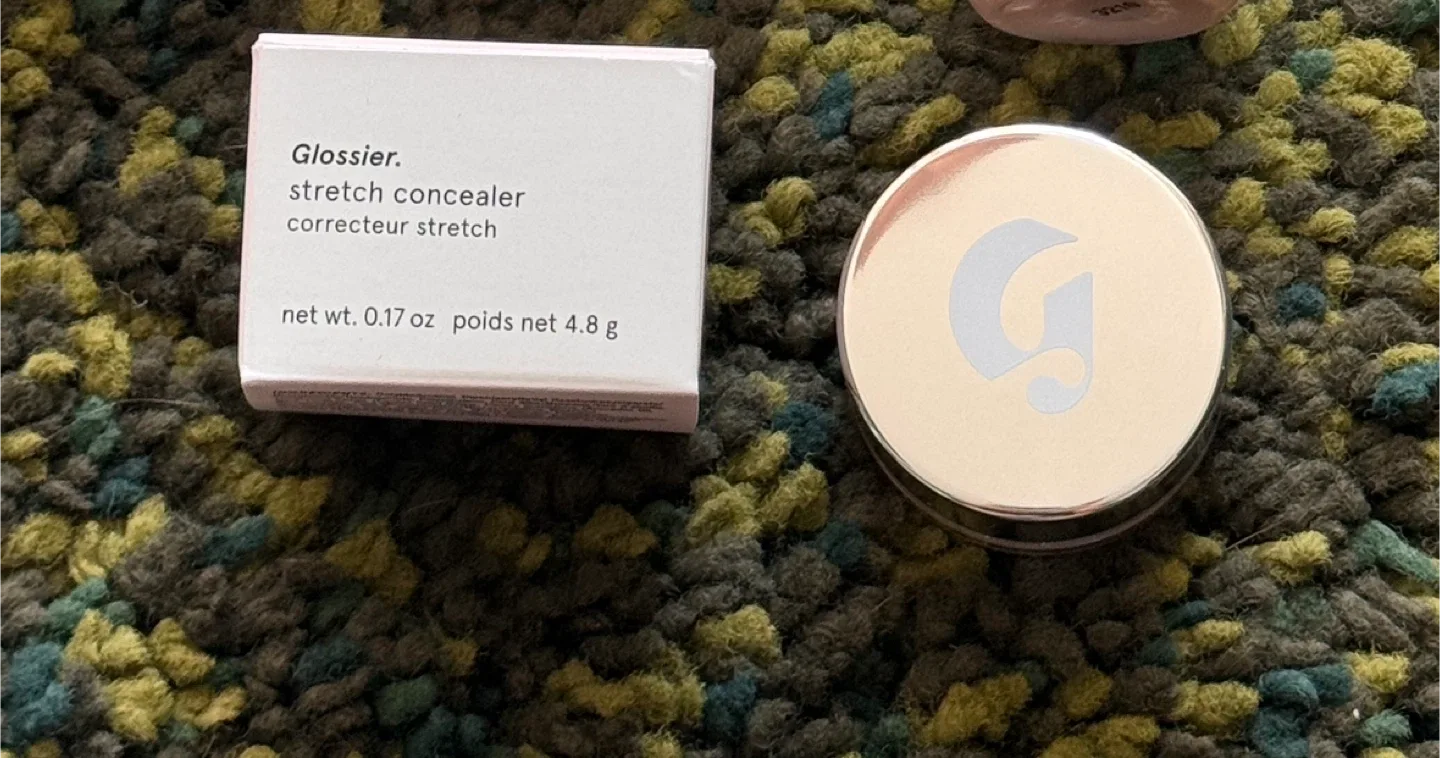 Glossier.
stretch concealer
correcteur stretch
net wt. 0.17 oz poids net 4.8 g
G